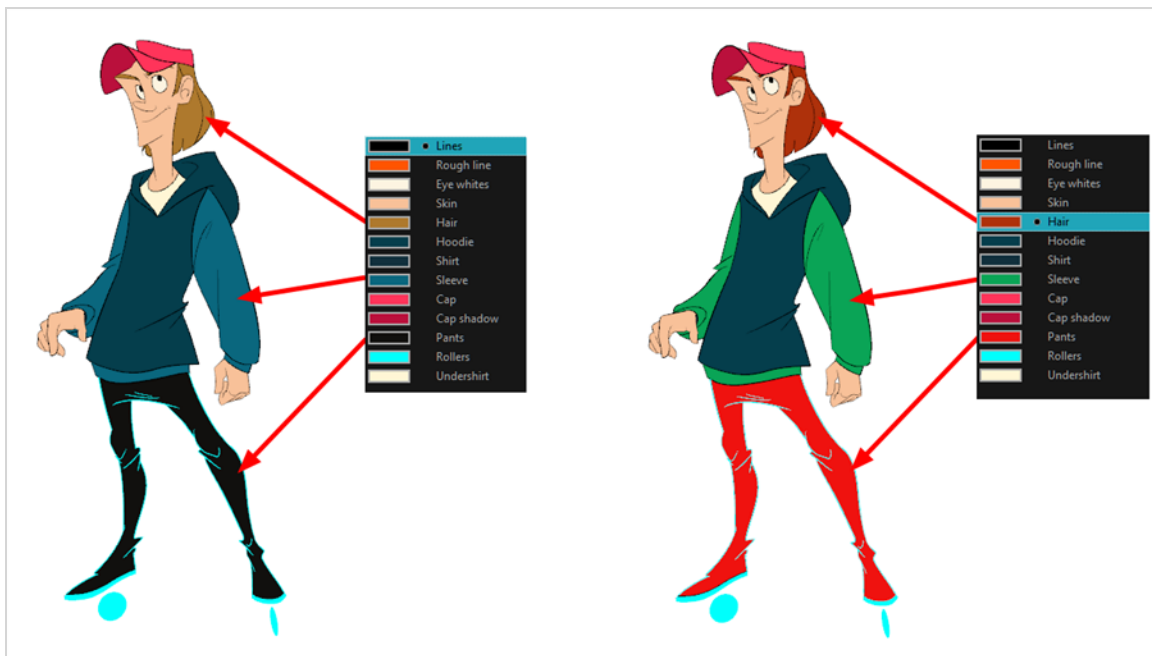 Lines
Rough line
Eye whites
Skin
Hair
Hoodie
Shirt
Sleeve
Cap
Cap shadow
Pants
Rollers
Undershirt
Lines
Rough line
Eye whites
Skin
Hair
Hoodie
Shirt
Sleeve
Cap
Cap shadow
Pants
Rollers
Undershirt